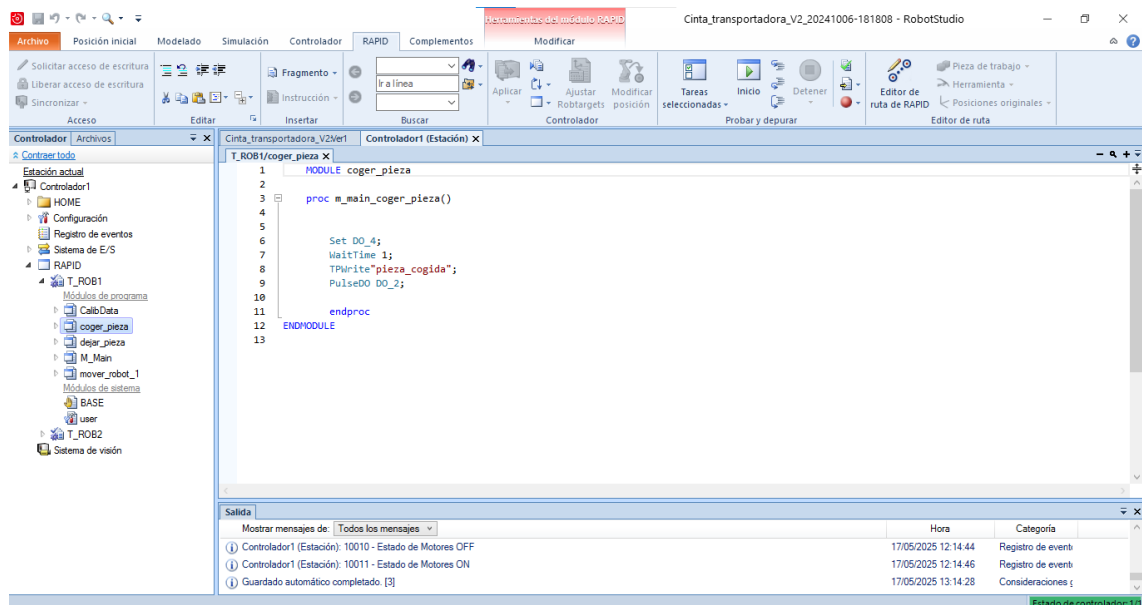 Herramientas del módulo RAPID
Cinta_transportadora_V2_20241006-181808 - RobotStudio
Archivo Posición inicial Modelado Simulación Controlador RAPID Complementos Modificar
Solicitar acceso de escritura
Liberar acceso de escritura
Sincronizar
Acceso
Editar
Fragmento
Instrucción
Insertar
Ir a línea
Buscar
Aplicar
Ajustar Robtargets
Modificar posición
Controlador
Tareas seleccionadas
Inicio
Detener
Probar y depurar
Editor de ruta de RAPID
Pieza de trabajo
Herramienta
Posiciones originales
Editor de ruta
Controlador Archivos
Contraer todo
Estación actual
Controlador1
HOME
Configuración
Registro de eventos
Sistema de E/S
RAPID
T_ROB1
Módulos de programa
CalibData
coger_pieza
dejar_pieza
M_Main
mover_robot_1
Módulos de sistema
BASE
user
T_ROB2
Sistema de visión
Cinta_transportadora_V2:Ver1 Controlador1 (Estación) X
T_ROB1/coger_pieza X
1 MODULE coger_pieza
2
3 proc m_main_coger_pieza()
4
5
6 Set DO_4;
7 WaitTime 1;
8 TPWrite"pieza_cogida";
9 PulseDO DO_2;
10
11 endproc
12 ENDMODULE
13
Salida
Mostrar mensajes de: Todos los mensajes Hora Categoría
Controlador1 (Estación): 10010 - Estado de Motores OFF 17/05/2025 12:14:44 Registro de evento
Controlador1 (Estación): 10011 - Estado de Motores ON 17/05/2025 12:14:46 Registro de evento
Guardado automático completado. [3] 17/05/2025 13:14:28 Consideraciones g
Estado de controlador: 1/1